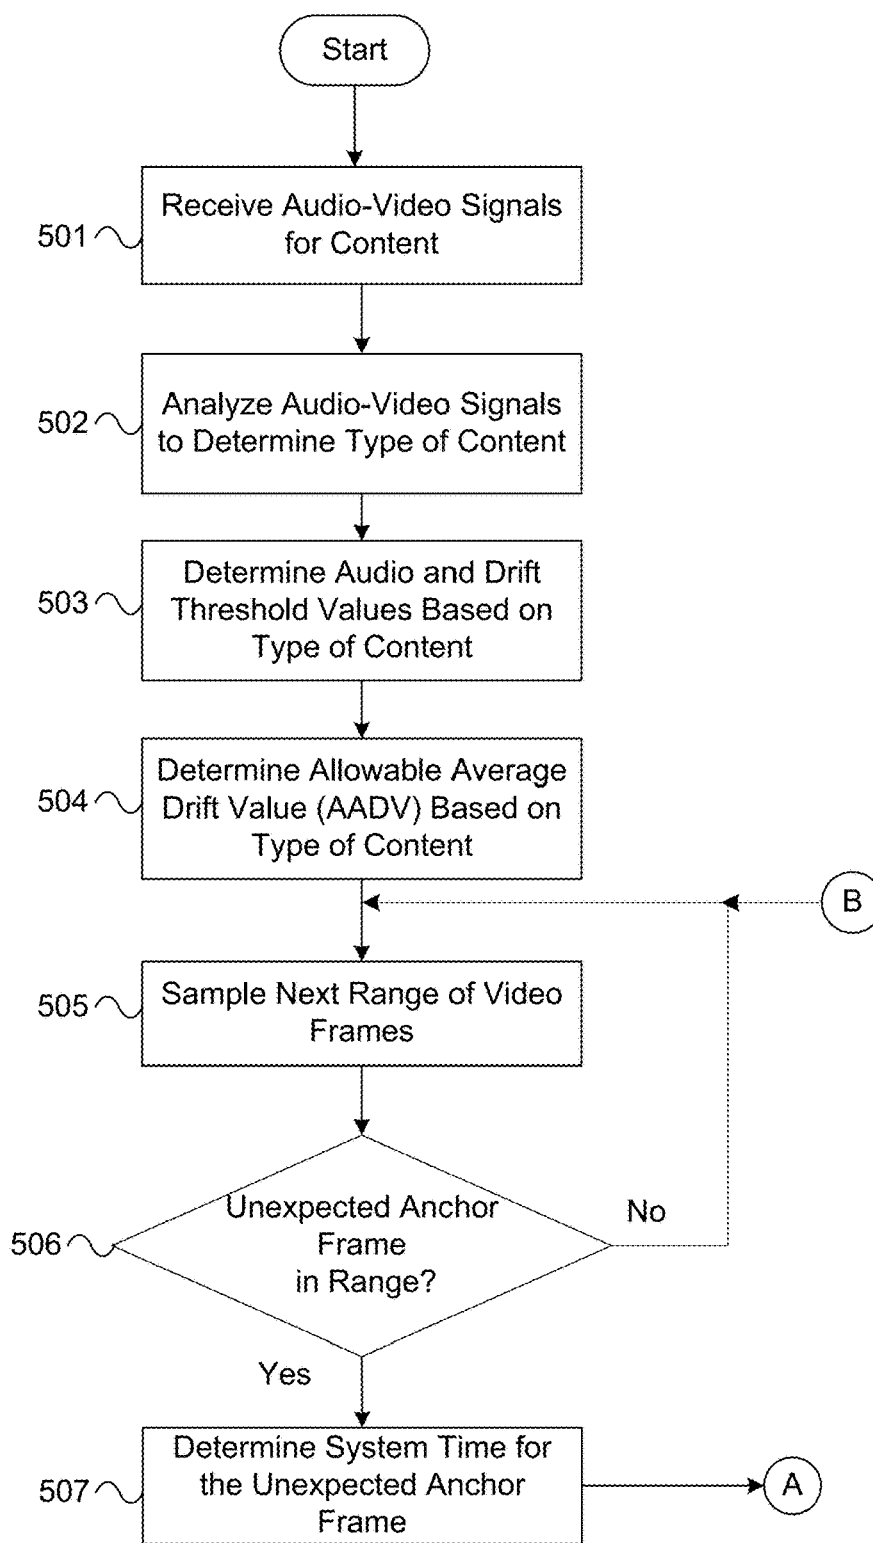 Start
501
Receive Audio-Video Signals
for Content
502
Analyze Audio-Video Signals
to Determine Type of Content
503
Determine Audio and Drift
Threshold Values Based on
Type of Content
504
Determine Allowable Average
Drift Value (AADV) Based on
Type of Content
B
505
Sample Next Range of Video
Frames
506
Unexpected Anchor
Frame
in Range?
No
Yes
507
Determine System Time for
the Unexpected Anchor
Frame
A